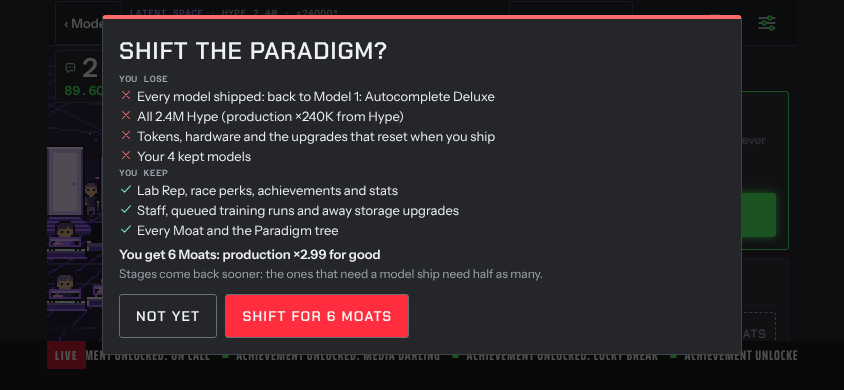 LATENT SPACE · HYPE 2.4M · ×240001
‹ Mode
2
89.60
SHIFT THE PARADIGM?
YOU LOSE
Every model shipped: back to Model 1: Autocomplete Deluxe
All 2.4M Hype (production ×240K from Hype)
Tokens, hardware and the upgrades that reset when you ship
Your 4 kept models
YOU KEEP
Lab Rep, race perks, achievements and stats
Staff, queued training runs and away storage upgrades
Every Moat and the Paradigm tree
You get 6 Moats: production ×2.99 for good
Stages come back sooner: the ones that need a model ship need half as many.
NOT YET
SHIFT FOR 6 MOATS
ever
ATS
LIVE
MENT UNLOCKED: ON CALL
ACHIEVEMENT UNLOCKED: MEDIA DARLING
ACHIEVEMENT UNLOCKED: LUCKY BREAK
ACHIEVEMENT UNLOCKE